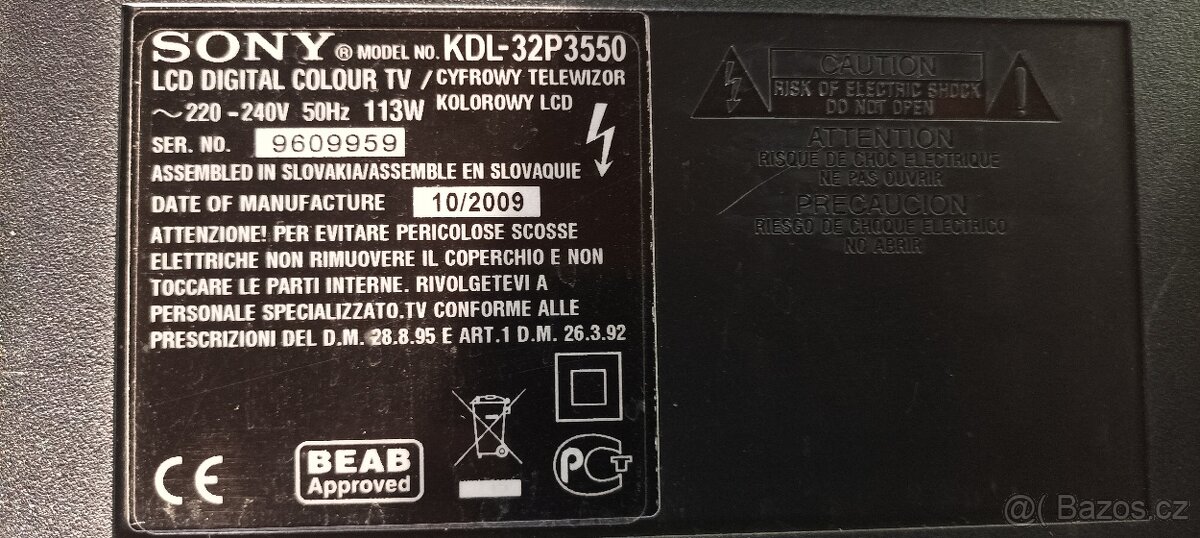 SONY ® MODEL NO. KDL-32P3550
LCD DIGITAL COLOUR TV / CYFROWY TELEWIZOR
~220 -240V 50Hz 113W KOLOROWY LCD
SER. NO. 9609959
ASSEMBLED IN SLOVAKIA/ASSEMBLE EN SLOVAQUIE
DATE OF MANUFACTURE 10/2009
ATTENZIONE! PER EVITARE PERICOLOSE SCOSSE
ELETTRICHE NON RIMUOVERE IL COPERCHIO E NON
TOCCARE LE PARTI INTERNE. RIVOLGETEVI A
PERSONALE SPECIALIZZATO.TV CONFORME ALLE
PRESCRIZIONI DEL D.M. 28.8.95 E ART.1 D.M. 26.3.92
CE
BEAB
Approved
PCT
CAUTION
RISK OF ELECTRIC SHOCK
DO NOT OPEN
ATTENTION
RISQUE DE CHOC ELECTRIQUE
NE PAS OUVRIR
PRECAUCION
RIESGO DE CHOQUE ELECTRICO
NO ABRIR
@( Bazos.cz